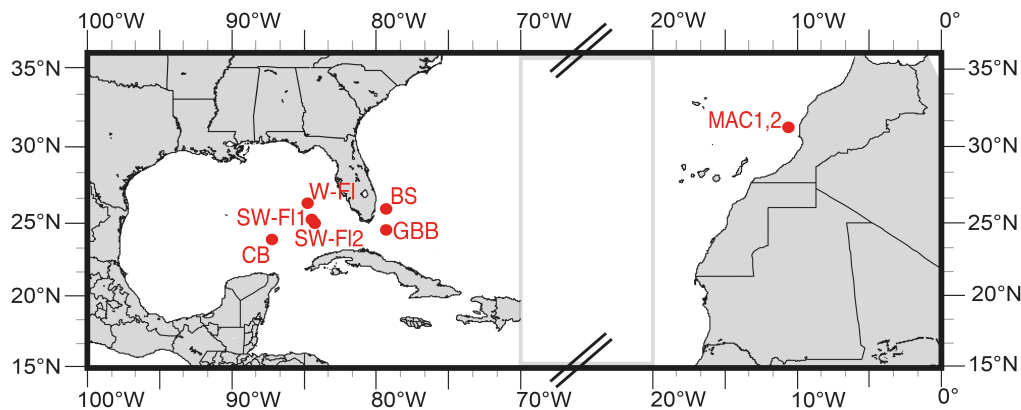 100°W 90°W 80°W 70°W 20°W 10°W 0°
35°N 35°N
MAC1,2
30°N 30°N
W-Fl BS
SW-Fl1
25°N GBB 25°N
SW-Fl2
CB
20°N 20°N
15°N 15°N
100°W 90°W 80°W 70°W 20°W 10°W 0°